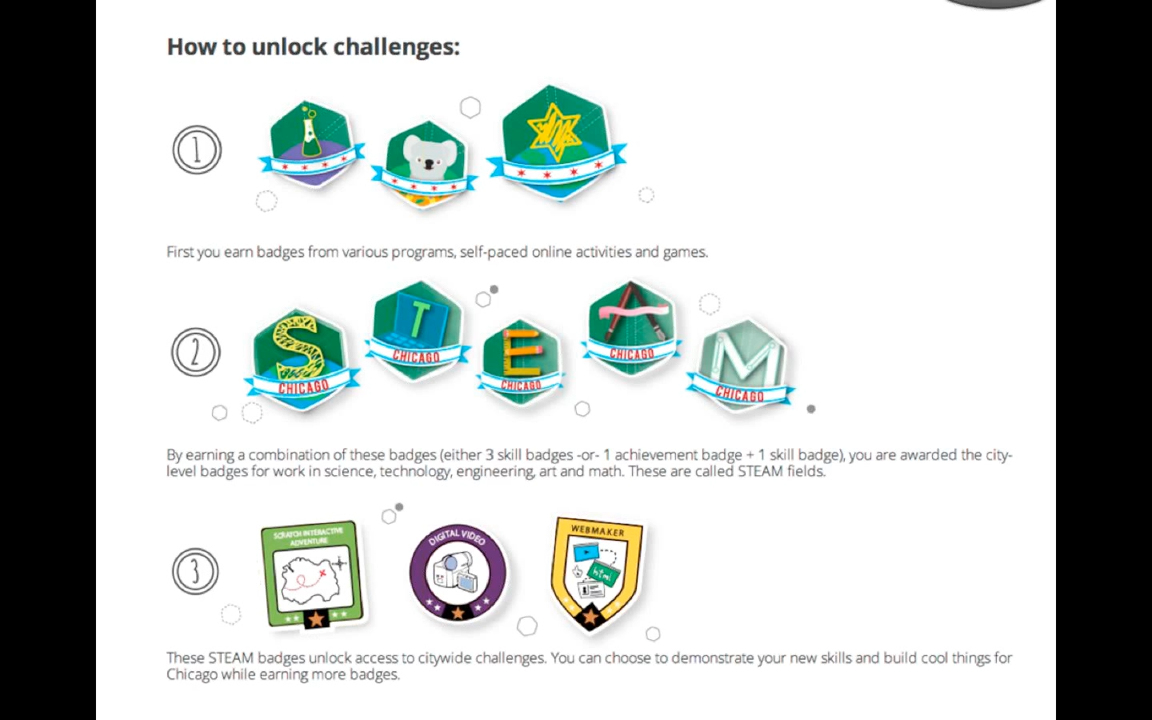 How to unlock challenges:
1
First you earn badges from various programs, self-paced online activities and games.
2
S
CHICAGO
T
CHICAGO
E
CHICAGO
A
CHICAGO
M
CHICAGO
By earning a combination of these badges (either 3 skill badges -or- 1 achievement badge + 1 skill badge), you are awarded the city-
level badges for work in science, technology, engineering, art and math. These are called STEAM fields.
3
SCRATCH INTERACTIVE
ADVENTURE
DIGITAL VIDEO
WEBMAKER
html
These STEAM badges unlock access to citywide challenges. You can choose to demonstrate your new skills and build cool things for
Chicago while earning more badges.